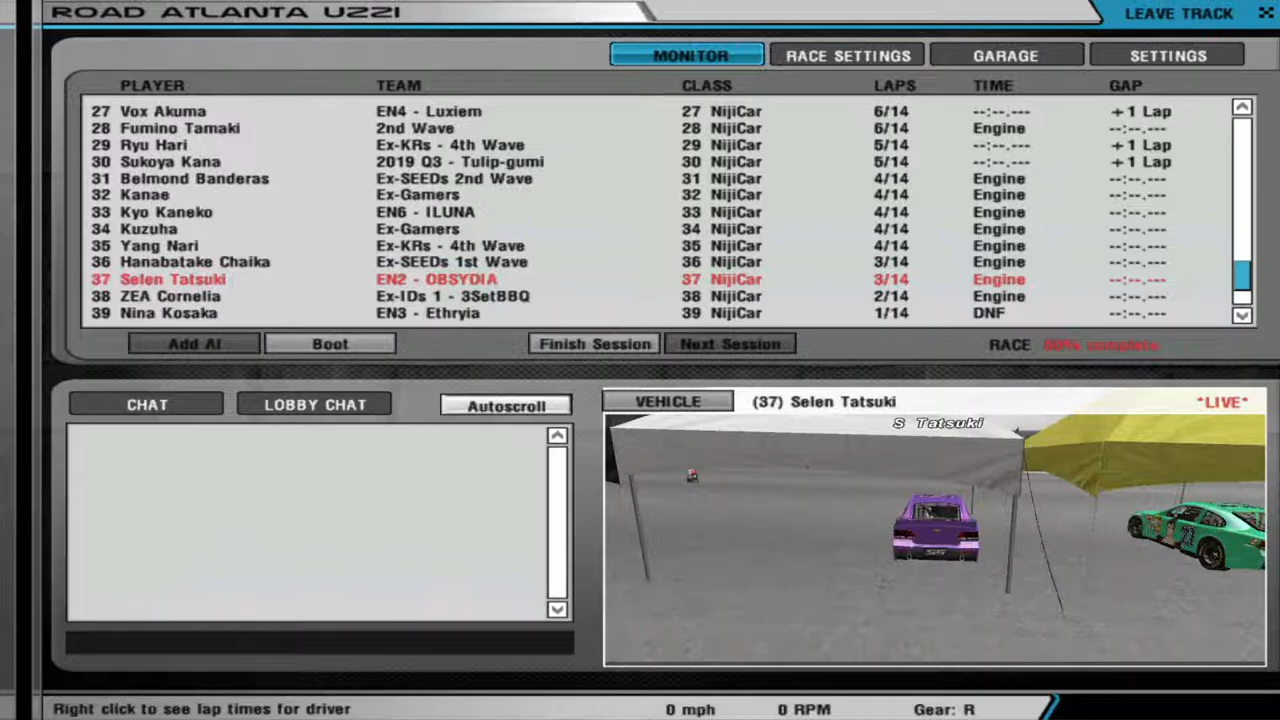 ROAD ATLANTA UZZI
LEAVE TRACK
MONITOR RACE SETTINGS GARAGE SETTINGS
PLAYER TEAM CLASS LAPS TIME GAP
27 Vox Akuma EN4 - Luxiem 27 NijiCar 6/14 --:--.--- +1 Lap
28 Fumino Tamaki 2nd Wave 28 NijiCar 6/14 Engine --:--.---
29 Ryu Hari Ex-KRs - 4th Wave 29 NijiCar 5/14 --:--.--- +1 Lap
30 Sukoya Kana 2019 Q3 - Tulip-gumi 30 NijiCar 5/14 --:--.--- +1 Lap
31 Belmond Banderas Ex-SEEDs 2nd Wave 31 NijiCar 4/14 Engine --:--.---
32 Kanae Ex-Gamers 32 NijiCar 4/14 Engine --:--.---
33 Kyo Kaneko EN6 - ILUNA 33 NijiCar 4/14 Engine --:--.---
34 Kuzuha Ex-Gamers 34 NijiCar 4/14 Engine --:--.---
35 Yang Nari Ex-KRs - 4th Wave 35 NijiCar 4/14 Engine --:--.---
36 Hanabatake Chaika Ex-SEEDs 1st Wave 36 NijiCar 3/14 Engine --:--.---
37 Selen Tatsuki EN2 - OBSYDIA 37 NijiCar 3/14 Engine --:--.---
38 ZEA Cornelia Ex-IDs 1 - 3SetBBQ 38 NijiCar 2/14 Engine --:--.---
39 Nina Kosaka EN3 - Ethryia 39 NijiCar 1/14 DNF --:--.---
Add AI Boot Finish Session Next Session RACE complete
CHAT LOBBY CHAT Autoscroll
VEHICLE (37) Selen Tatsuki *LIVE*
S Tatsuki
Right click to see lap times for driver 0 mph 0 RPM Gear: R